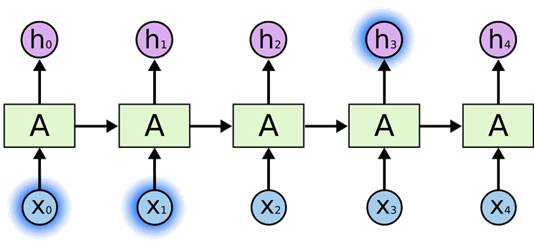 h₀ h₁ h₂ h₃ h₄
A A A A A
x₀ x₁ x₂ x₃ x₄